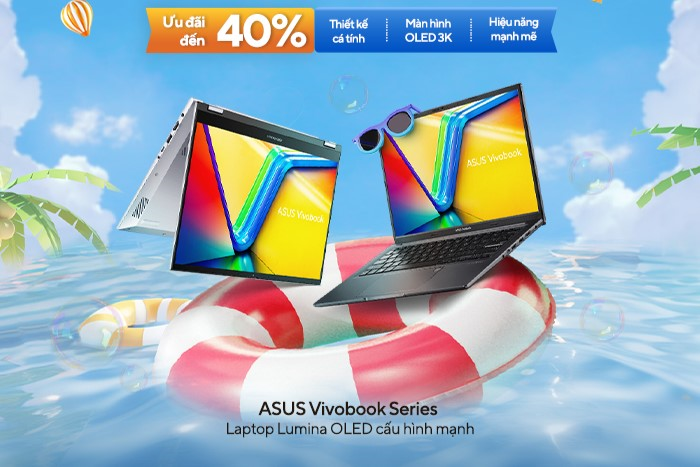 Ưu đãi đến
40%
Thiết kế cá tính
Màn hình OLED 3K
Hiệu năng mạnh mẽ
ASUS Vivobook
ASUS Vivobook
ASUS Vivobook Series
Laptop Lumina OLED cấu hình mạnh